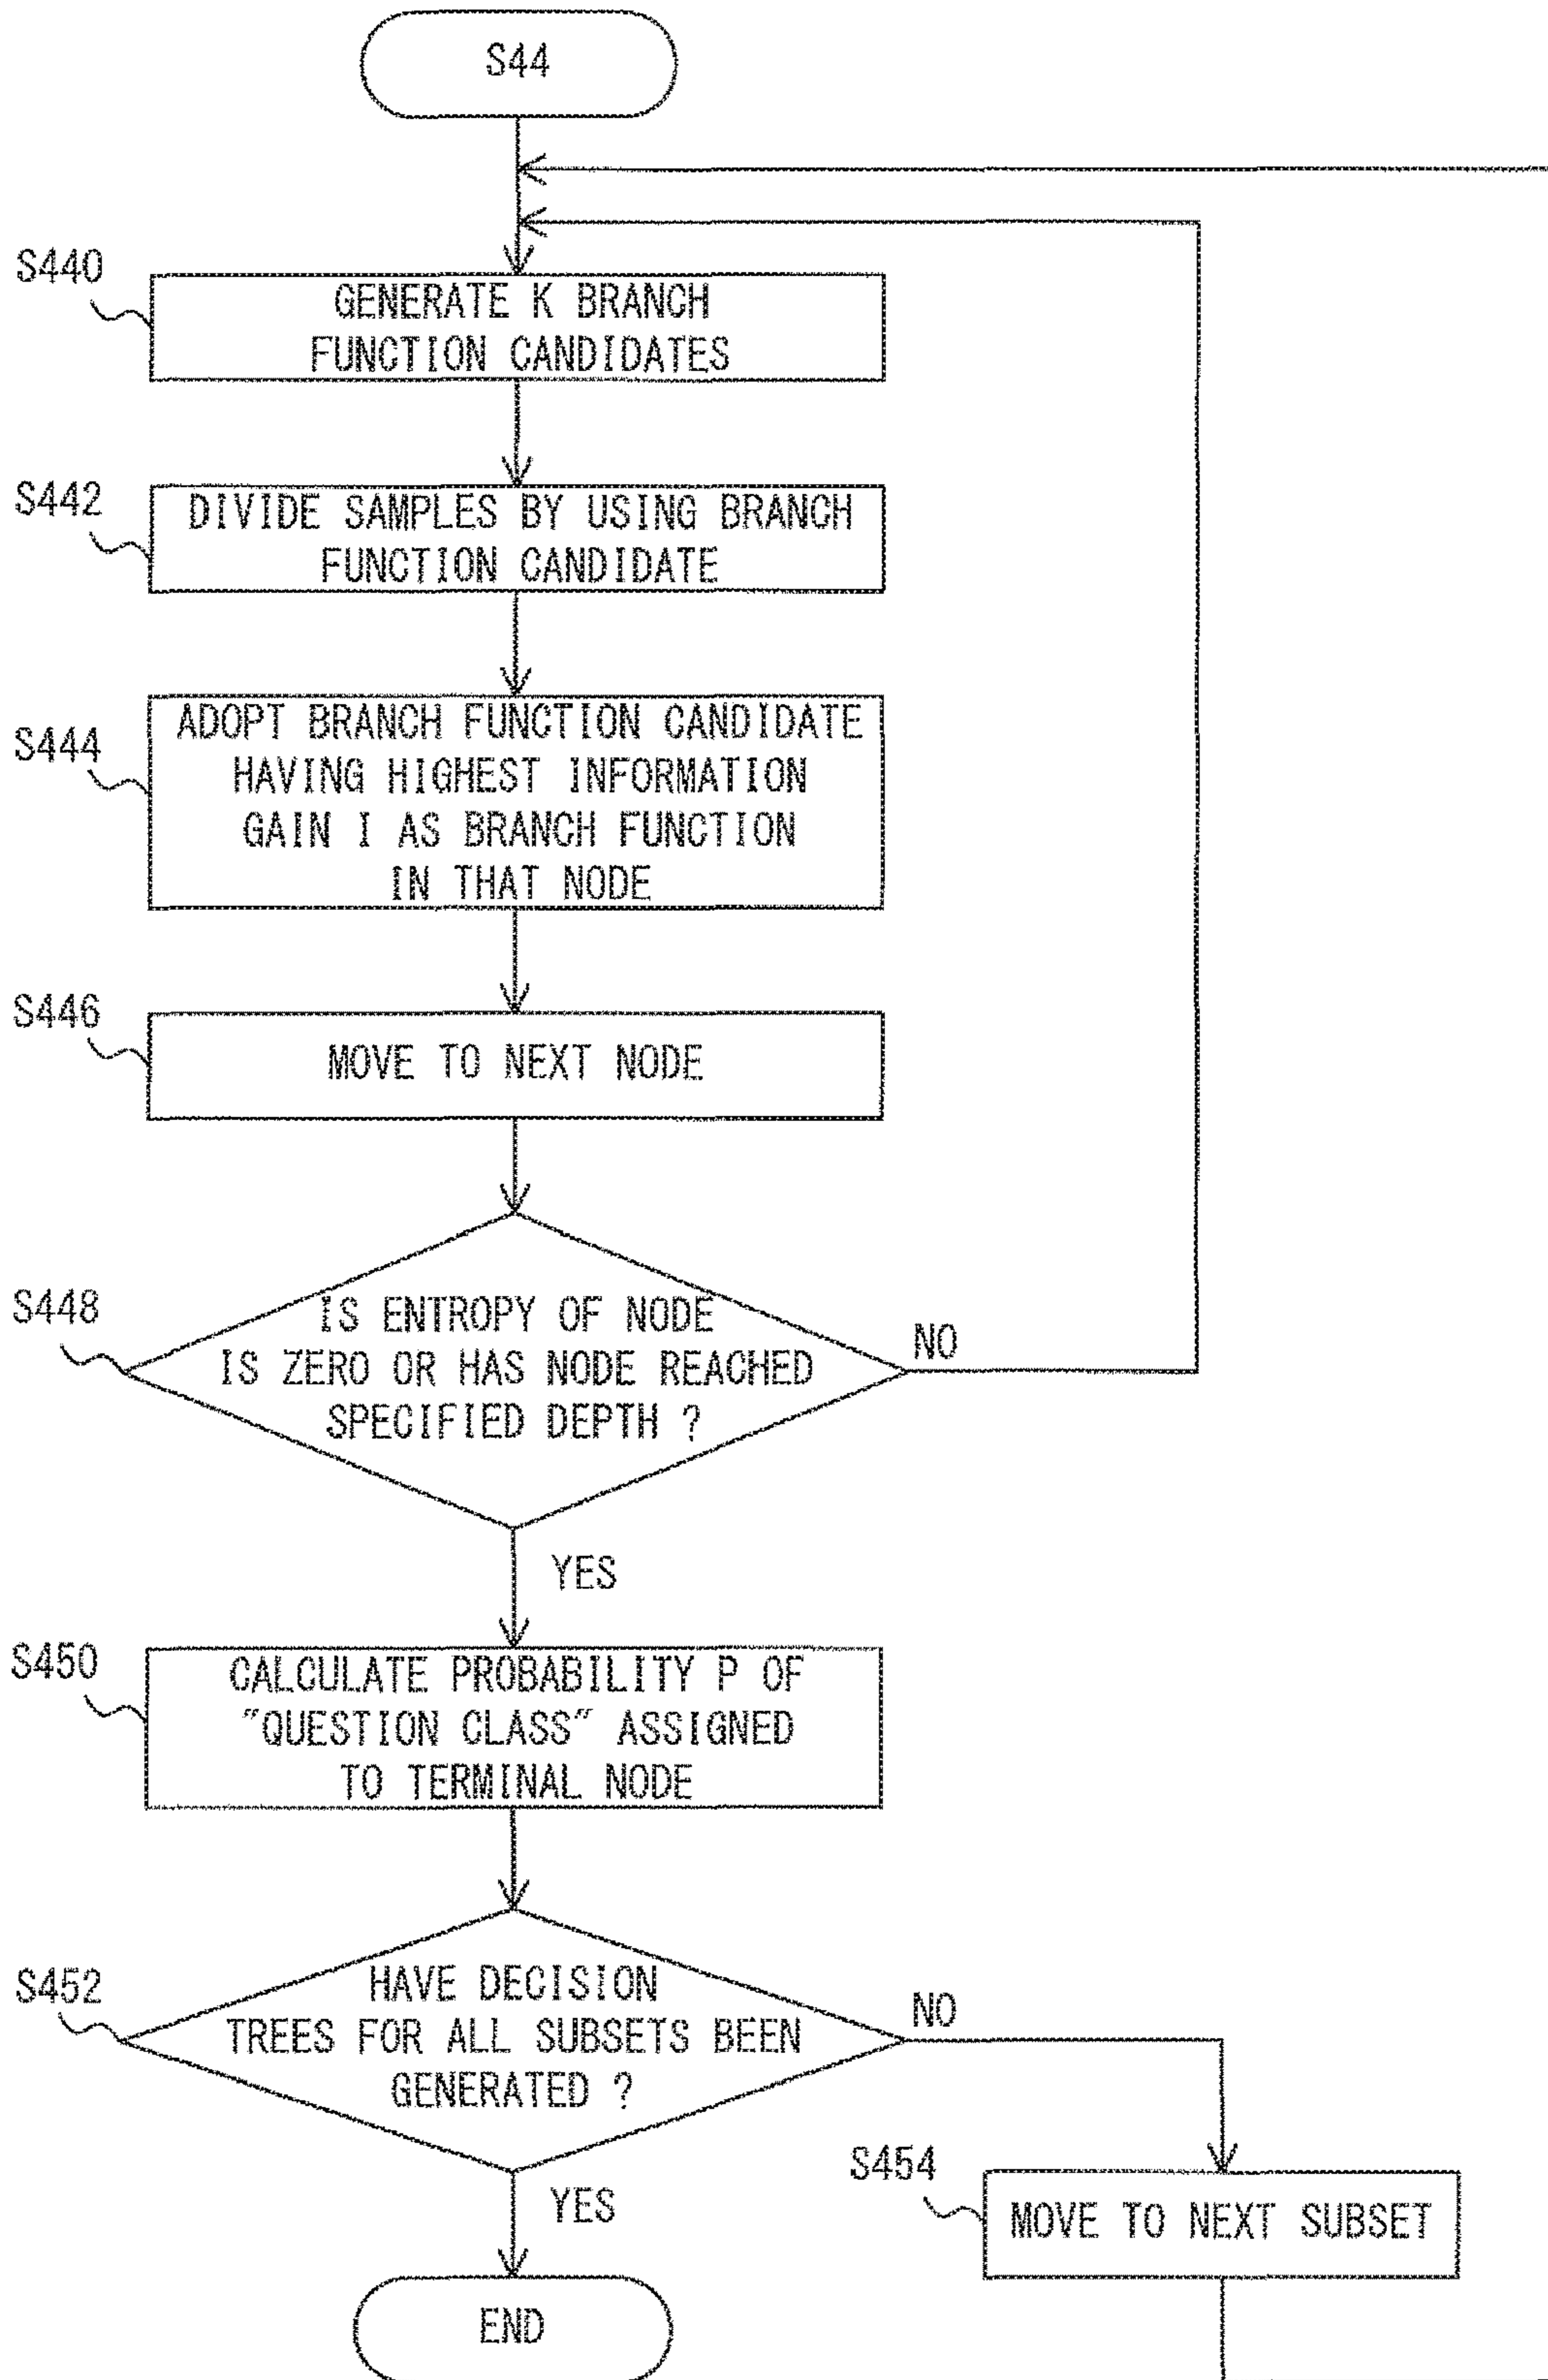 S44
S440
GENERATE K BRANCH
FUNCTION CANDIDATES
S442
DIVIDE SAMPLES BY USING BRANCH
FUNCTION CANDIDATE
S444
ADOPT BRANCH FUNCTION CANDIDATE
HAVING HIGHEST INFORMATION
GAIN I AS BRANCH FUNCTION
IN THAT NODE
S446
MOVE TO NEXT NODE
S448
IS ENTROPY OF NODE
IS ZERO OR HAS NODE REACHED
SPECIFIED DEPTH ?
NO
YES
S450
CALCULATE PROBABILITY P OF
"QUESTION CLASS" ASSIGNED
TO TERMINAL NODE
S452
HAVE DECISION
TREES FOR ALL SUBSETS BEEN
GENERATED ?
NO
YES
S454
MOVE TO NEXT SUBSET
END